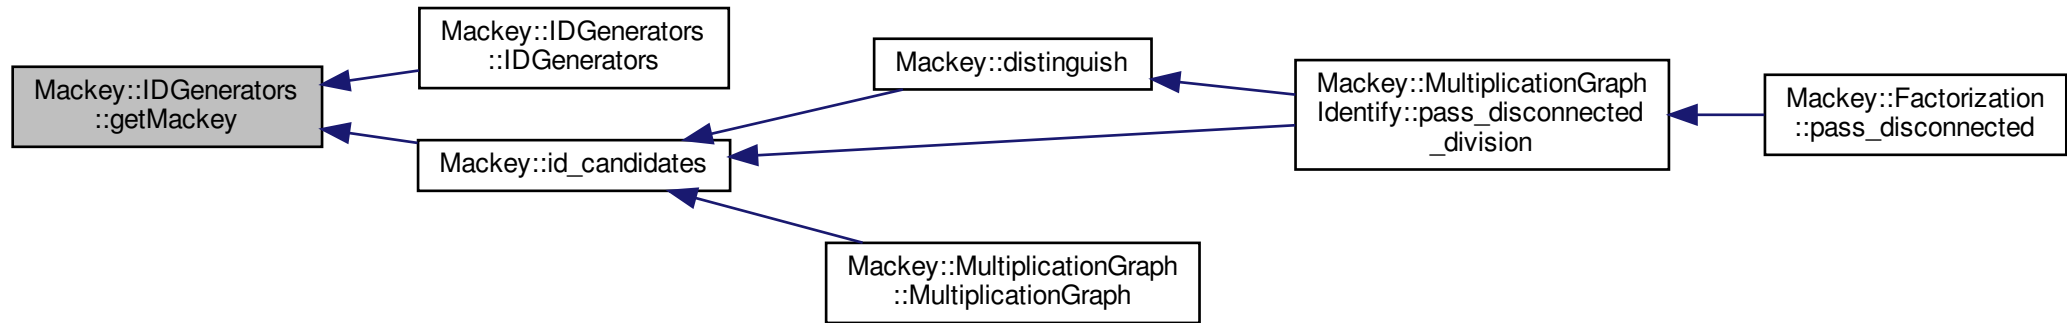 Mackey::IDGenerators
::getMackey
Mackey::IDGenerators
::IDGenerators
Mackey::id_candidates
Mackey::distinguish
Mackey::MultiplicationGraph
::MultiplicationGraph
Mackey::MultiplicationGraph
Identify::pass_disconnected
_division
Mackey::Factorization
::pass_disconnected